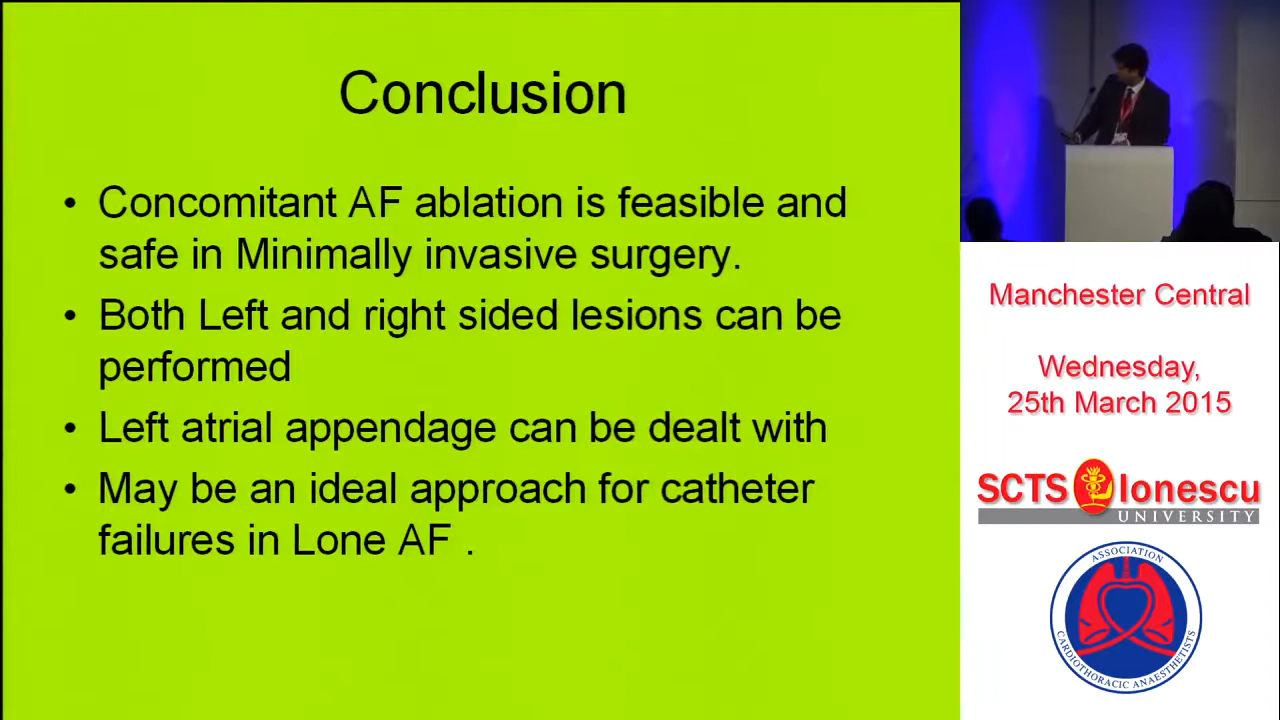 Conclusion
• Concomitant AF ablation is feasible and
safe in Minimally invasive surgery.
• Both Left and right sided lesions can be
performed
• Left atrial appendage can be dealt with
• May be an ideal approach for catheter
failures in Lone AF .
Manchester Central
Wednesday,
25th March 2015
SCTS Ionescu
UNIVERSITY
ASSOCIATION
CARDIOTHORACIC ANAESTHETISTS